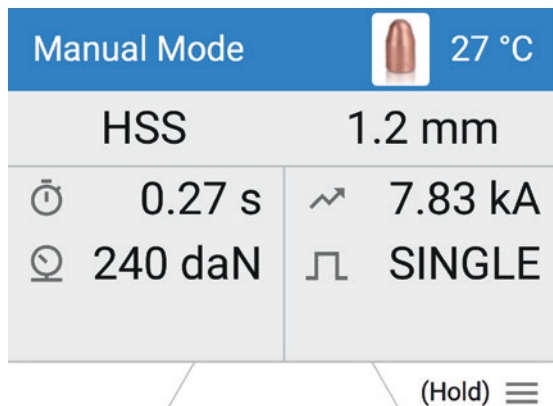 Manual Mode 27 °C
HSS 1.2 mm
0.27 s 7.83 kA
240 daN SINGLE
(Hold)